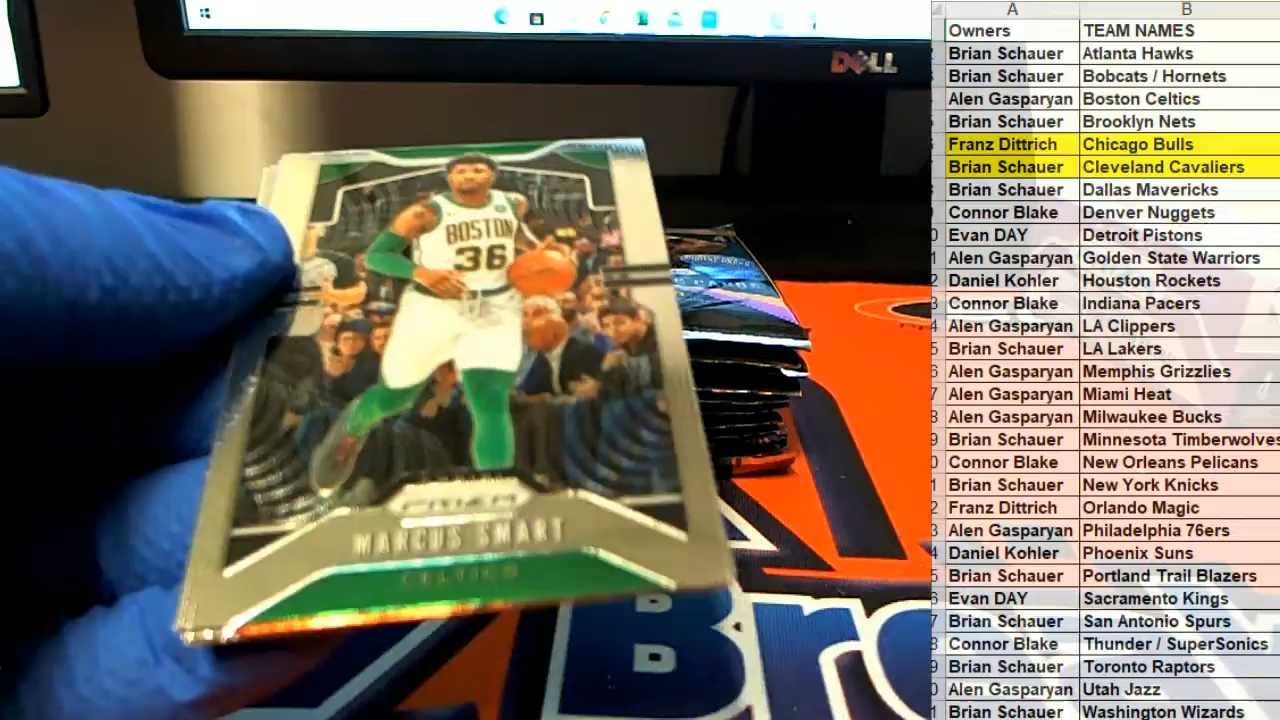 DELL
BOSTON
36
PRIZM
MARCUS SMART
CELTICS
Bro
A B
Owners TEAM NAMES
Brian Schauer Atlanta Hawks
Brian Schauer Bobcats / Hornets
Alen Gasparyan Boston Celtics
Brian Schauer Brooklyn Nets
Franz Dittrich Chicago Bulls
Brian Schauer Cleveland Cavaliers
Brian Schauer Dallas Mavericks
Connor Blake Denver Nuggets
Evan DAY Detroit Pistons
Alen Gasparyan Golden State Warriors
Daniel Kohler Houston Rockets
Connor Blake Indiana Pacers
Alen Gasparyan LA Clippers
Brian Schauer LA Lakers
Alen Gasparyan Memphis Grizzlies
Alen Gasparyan Miami Heat
Alen Gasparyan Milwaukee Bucks
Brian Schauer Minnesota Timberwolves
Connor Blake New Orleans Pelicans
Brian Schauer New York Knicks
Franz Dittrich Orlando Magic
Alen Gasparyan Philadelphia 76ers
Daniel Kohler Phoenix Suns
Brian Schauer Portland Trail Blazers
Evan DAY Sacramento Kings
Brian Schauer San Antonio Spurs
Connor Blake Thunder / SuperSonics
Brian Schauer Toronto Raptors
Alen Gasparyan Utah Jazz
Brian Schauer Washington Wizards